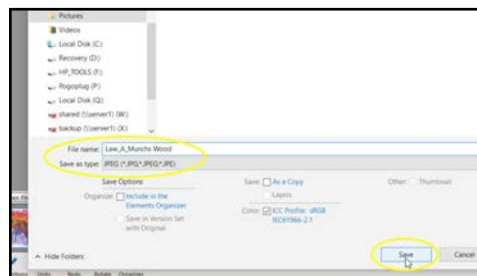 Pictures
Videos
Local Disk (C:)
Recovery (D:)
HP_TOOLS (F:)
Pogoplug (P:)
Local Disk (Q:)
shared (\\server1) (W:)
backup (\\server1) (X:)
File name: Law_A_Munchs Wood
Save as type: JPEG (*.JPG;*.JPEG;*.JPE)
Save Options
Organize: Include in the Elements Organizer
Save in Version Set with Original
Save: As a Copy
Layers
Color: ICC Profile: sRGB IEC61966-2.1
Other: Thumbnail
Hide Folders
Save
Cancel
Undo Redo Rotate Organizer